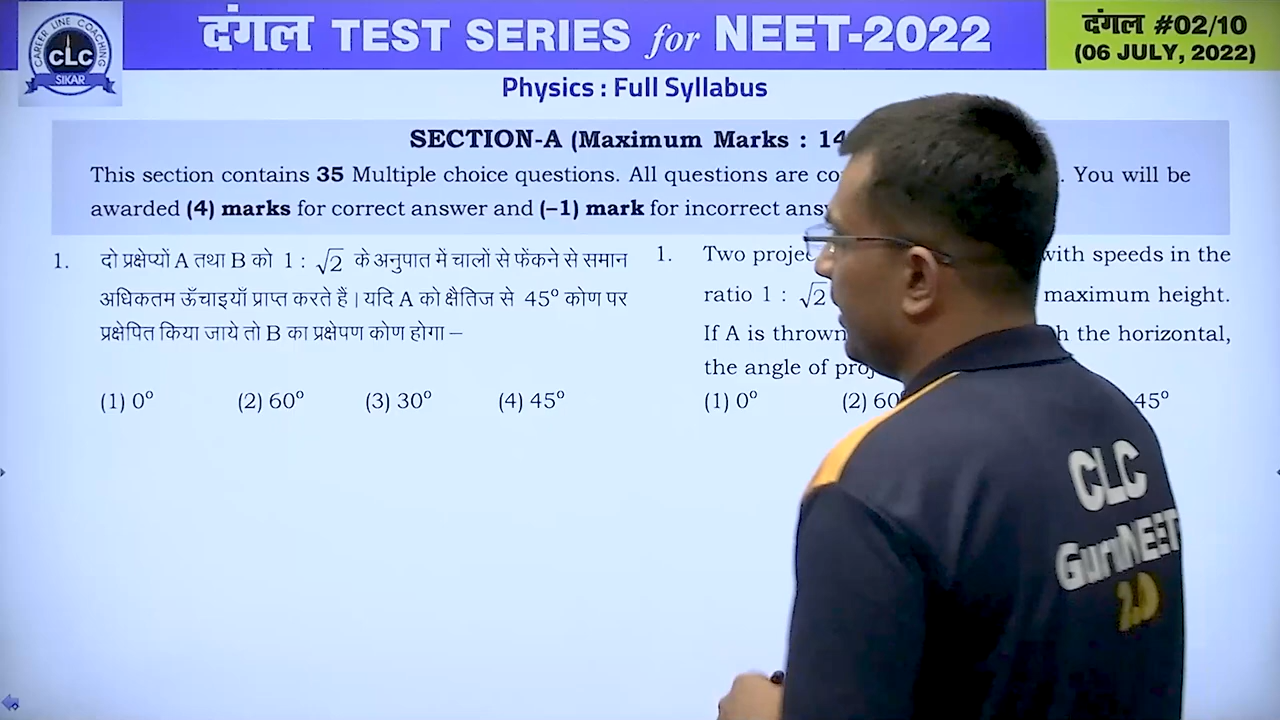 CAREER LINE COACHING
CLC
SIKAR
दंगल TEST SERIES for NEET-2022
दंगल #02/10
(06 JULY, 2022)
Physics : Full Syllabus
SECTION-A (Maximum Marks : 14
This section contains 35 Multiple choice questions. All questions are . You will be
awarded (4) marks for correct answer and (–1) mark for incorrect
1. दो प्रक्षेप्यों A तथा B को 1 : √2 के अनुपात में चालों से फेंकने से समान
अधिकतम ऊँचाइयाँ प्राप्त करते हैं। यदि A को क्षैतिज से 45° कोण पर
प्रक्षेपित किया जाये तो B का प्रक्षेपण कोण होगा –
(1) 0° (2) 60° (3) 30° (4) 45°
1. Two with speeds in the
ratio 1 : √2 maximum height.
If A is thrown the horizontal,
the angle of
(1) 0° (2) 60° 45°
CLC
GuruNEET
2.0